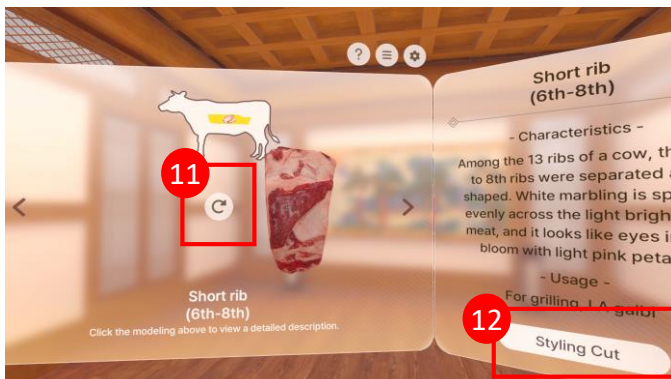 ?
11
Short rib
(6th-8th)
Click the modeling above to view a detailed description.
Short rib
(6th-8th)
- Characteristics -
Among the 13 ribs of a cow, th
to 8th ribs were separated a
shaped. White marbling is sp
evenly across the light brigh
meat, and it looks like eyes i
bloom with light pink peta
- Usage -
For grilling, LA galbi
12
Styling Cut